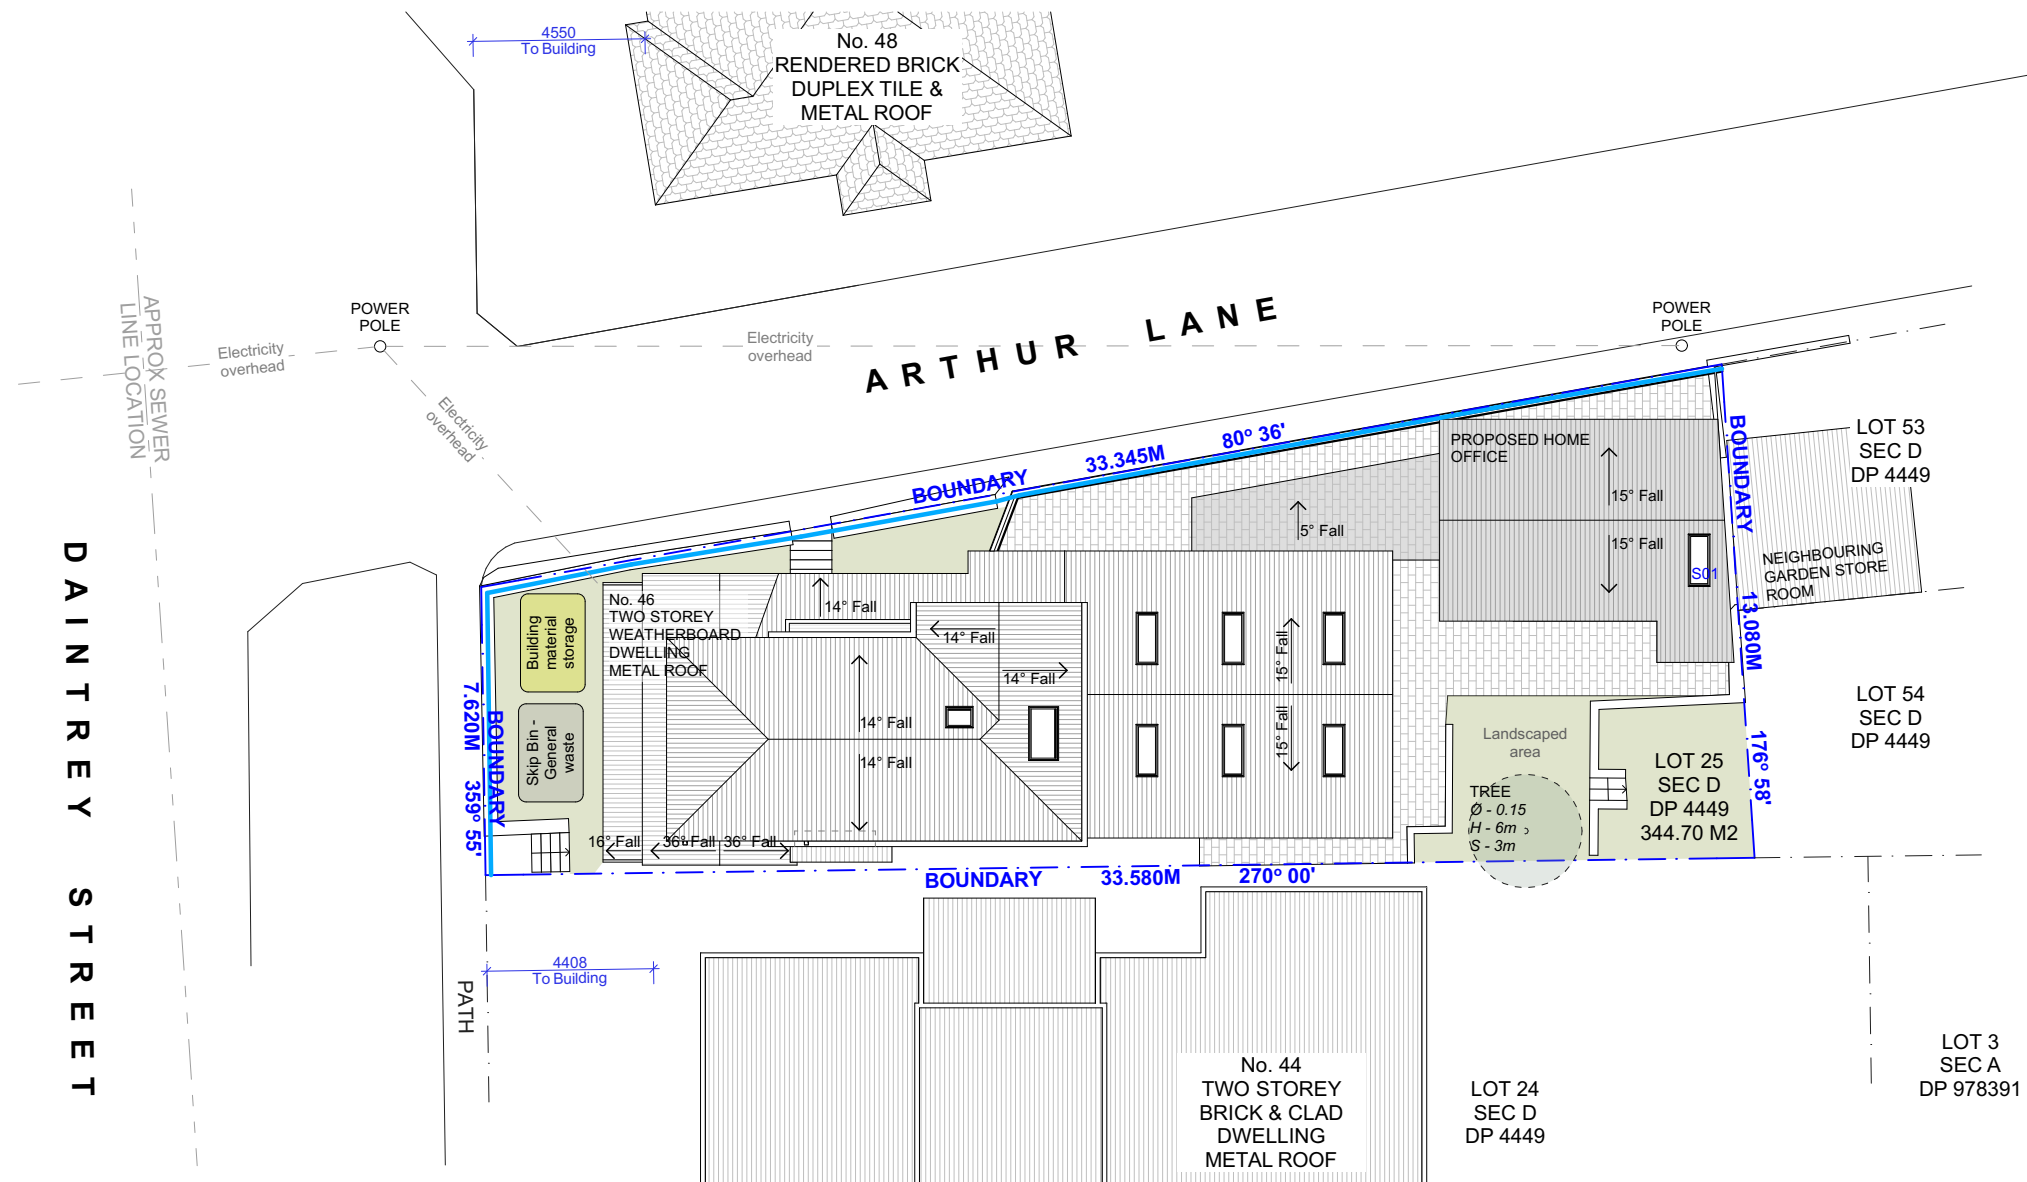 4550
To Building
No. 48
RENDERED BRICK
DUPLEX TILE &
METAL ROOF
APPROX SEWER
LINE LOCATION
Electricity
overhead
POWER
POLE
Electricity
overhead
Electricity
overhead
ARTHUR LANE
POWER
POLE
BOUNDARY 33.345M 80º 36'
PROPOSED HOME
OFFICE
15° Fall
15° Fall
5° Fall
S01
BOUNDARY
13.080M
176º 58'
LOT 53
SEC D
DP 4449
NEIGHBOURING
GARDEN STORE
ROOM
LOT 54
SEC D
DP 4449
DAINTREY STREET
7.620M 359º 55'
BOUNDARY
Building
material
storage
Skip Bin -
General
waste
No. 46
TWO STOREY
WEATHERBOARD
DWELLING
METAL ROOF
14° Fall
14° Fall
14° Fall
14° Fall
14° Fall
15° Fall
15° Fall
16° Fall
36° Fall
36° Fall
Landscaped
area
TREE
Ø - 0.15
H - 6m
S - 3m
LOT 25
SEC D
DP 4449
344.70 M2
BOUNDARY 33.580M 270º 00'
4408
To Building
PATH
No. 44
TWO STOREY
BRICK & CLAD
DWELLING
METAL ROOF
LOT 24
SEC D
DP 4449
LOT 3
SEC A
DP 978391